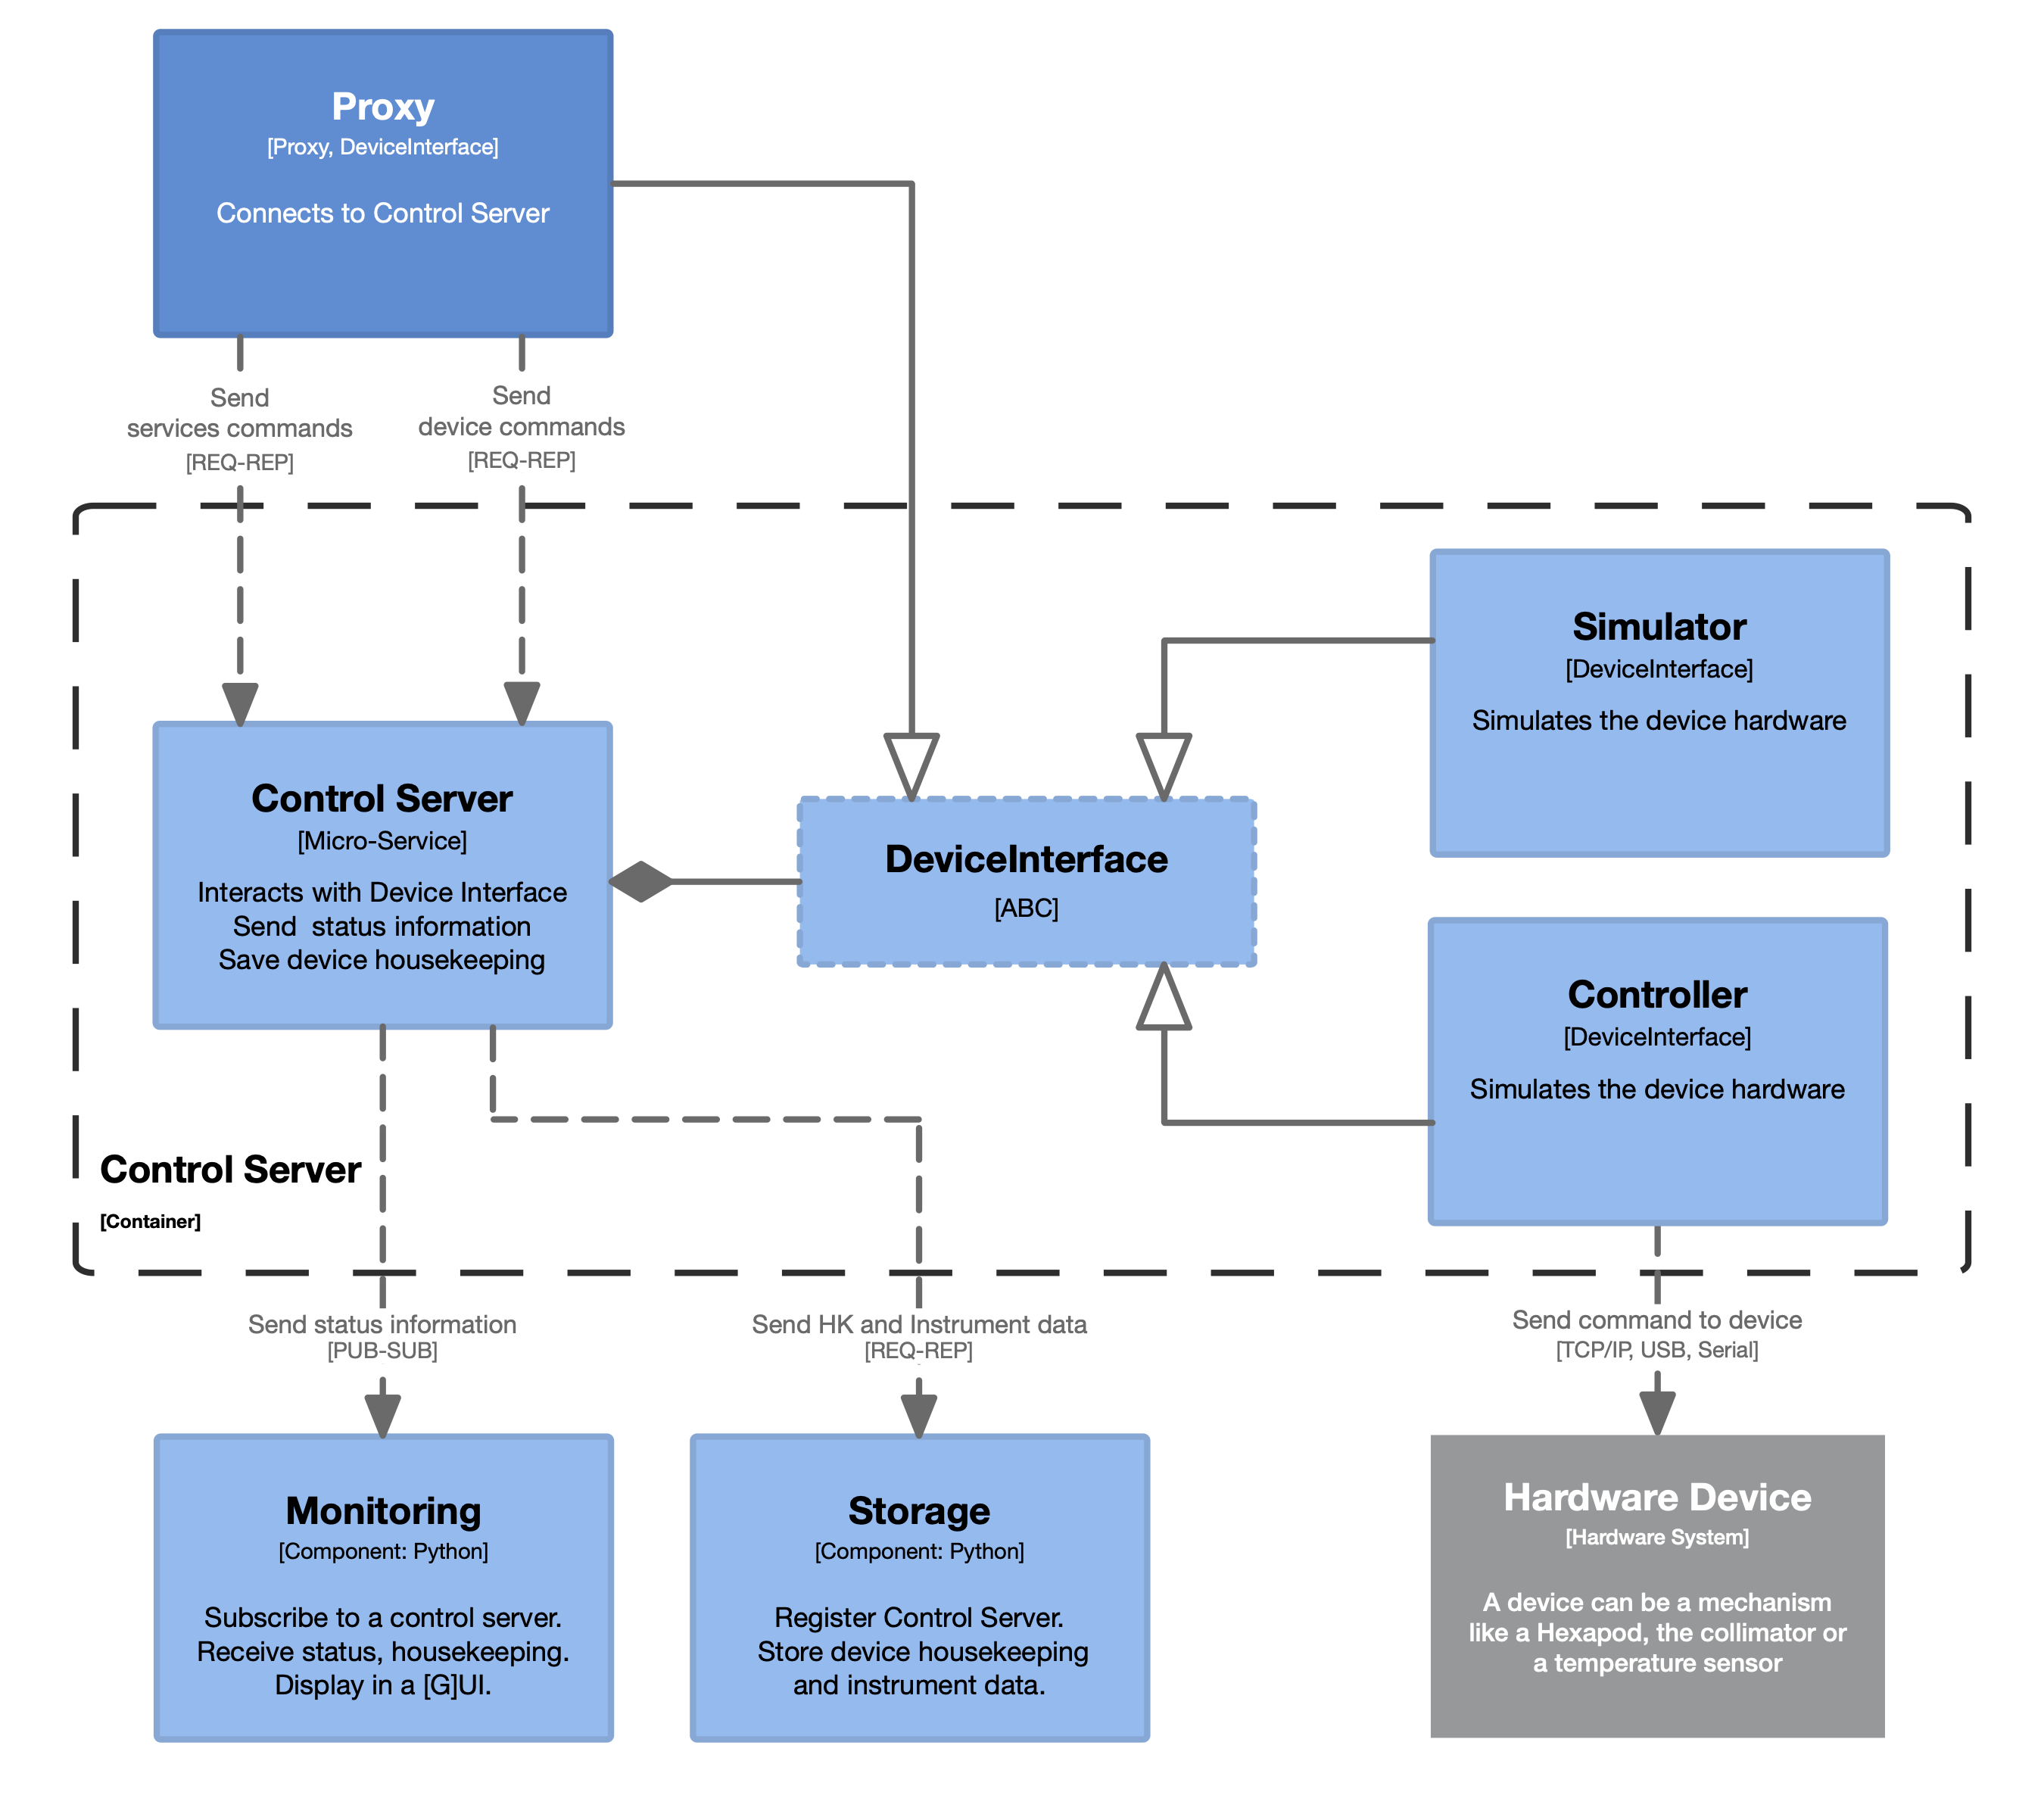 Proxy
[Proxy, DeviceInterface]
Connects to Control Server
Send
services commands
[REQ-REP]
Send
device commands
[REQ-REP]
Simulator
[DeviceInterface]
Simulates the device hardware
Control Server
[Micro-Service]
Interacts with Device Interface
Send  status information
Save device housekeeping
DeviceInterface
[ABC]
Controller
[DeviceInterface]
Simulates the device hardware
Control Server
[Container]
Send status information
[PUB-SUB]
Send HK and Instrument data
[REQ-REP]
Send command to device
[TCP/IP, USB, Serial]
Monitoring
[Component: Python]
Subscribe to a control server.
Receive status, housekeeping.
Display in a [G]UI.
Storage
[Component: Python]
Register Control Server.
Store device housekeeping
and instrument data.
Hardware Device
[Hardware System]
A device can be a mechanism
like a Hexapod, the collimator or
a temperature sensor